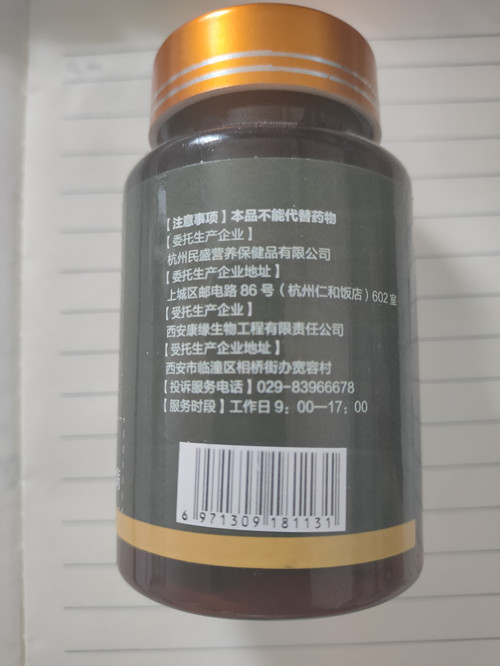 【注意事项】本品不能代替药物
【委托生产企业】
杭州民盛营养保健品有限公司
【委托生产企业地址】
上城区邮电路86号（杭州仁和饭店）602室
【受托生产企业】
西安康缘生物工程有限责任公司
【受托生产企业地址】
西安市临潼区相桥街办宽容村
【投诉服务电话】029-83966678
【服务时段】工作日9：00—17：00
6 971309 181131